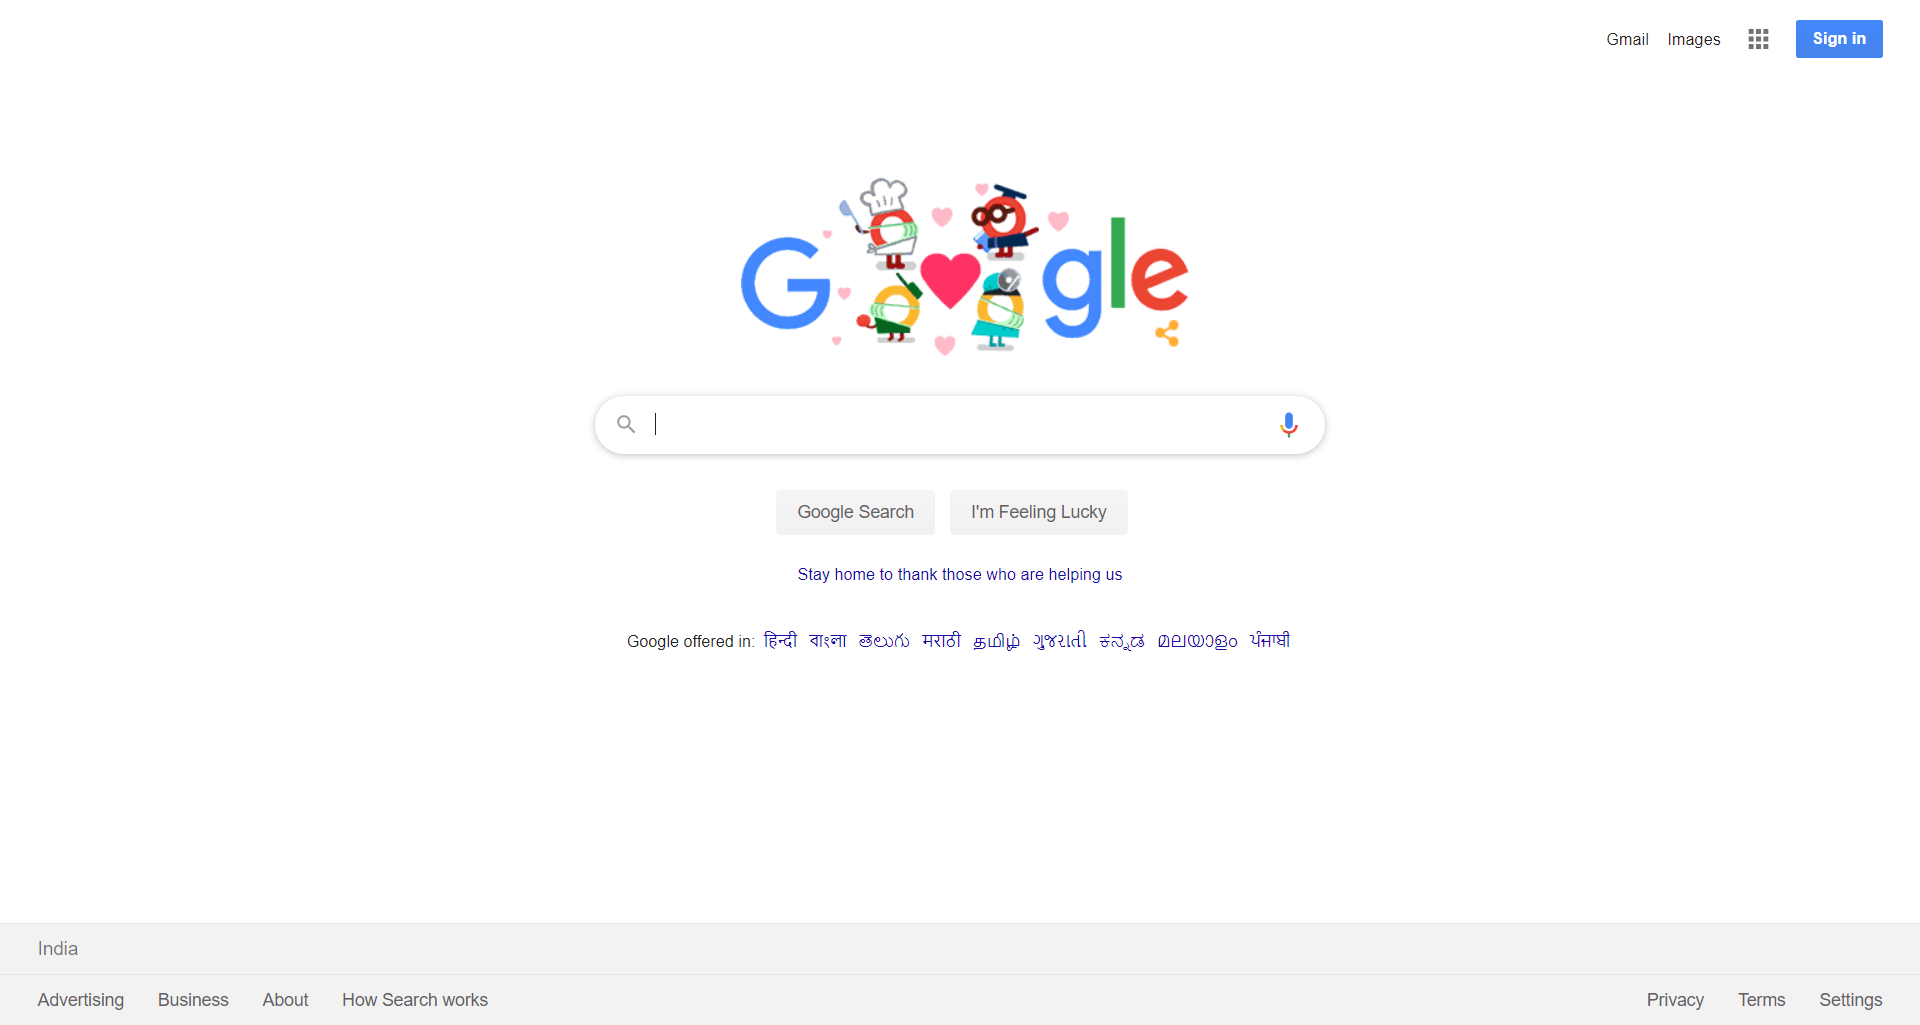 Gmail Images Sign in
Google
Google Search I'm Feeling Lucky
Stay home to thank those who are helping us
Google offered in: हिन्दी বাংলা తెలుగు मराठी தமிழ் ગુજરાતી ಕನ್ನಡ മലയാളം ਪੰਜਾਬੀ
India
Advertising Business About How Search works Privacy Terms Settings